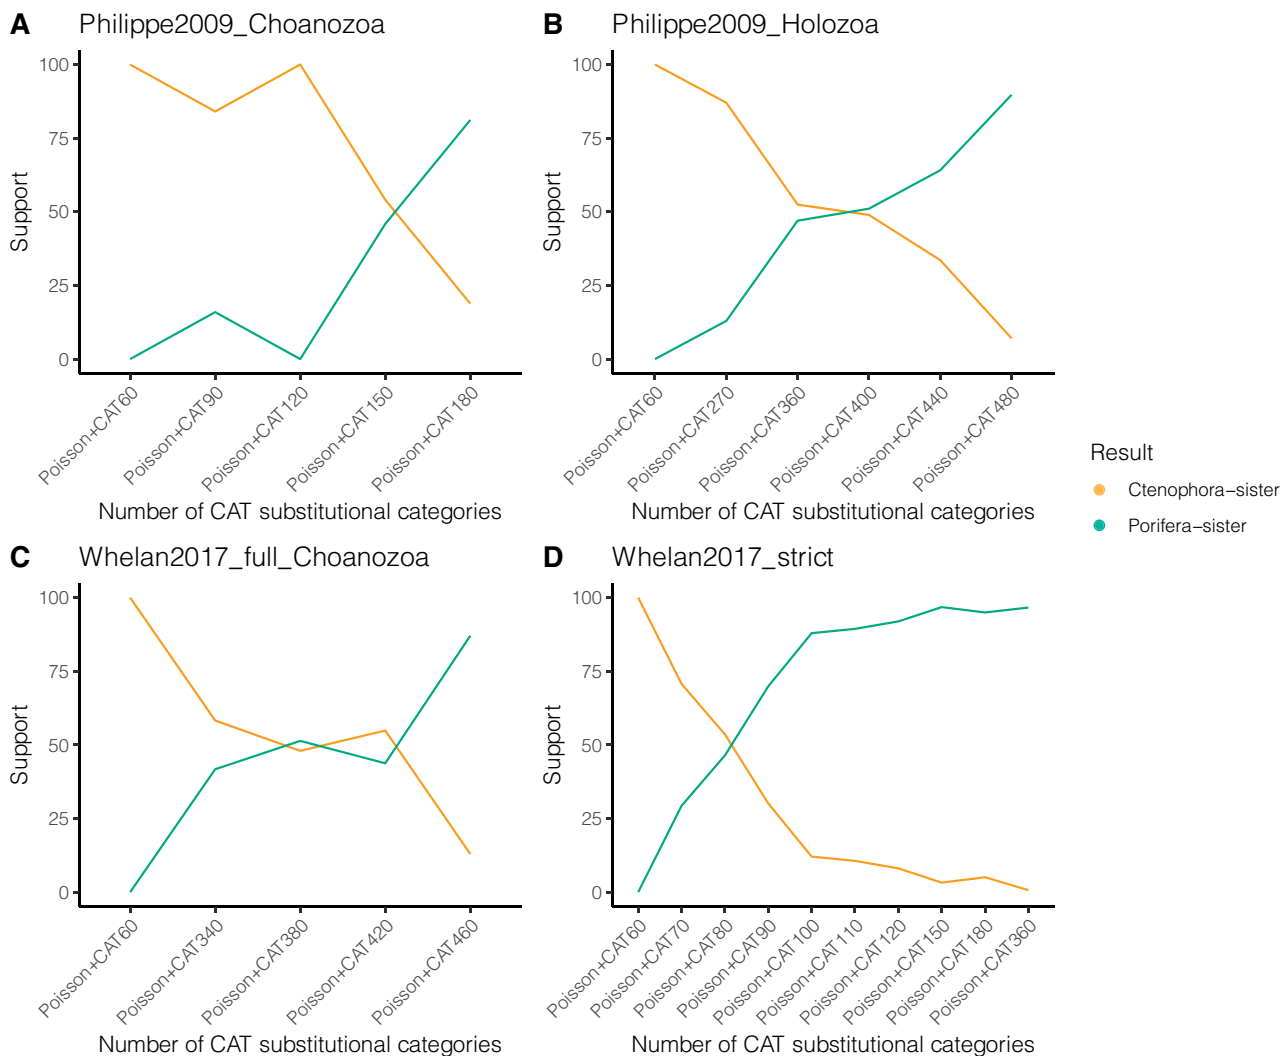 A Philippe2009_Choanozoa
100
75
50
25
0
Support
Poisson+CAT60
Poisson+CAT90
Poisson+CAT120
Poisson+CAT150
Poisson+CAT180
Number of CAT substitutional categories
B Philippe2009_Holozoa
100
75
50
25
0
Support
Poisson+CAT60
Poisson+CAT270
Poisson+CAT360
Poisson+CAT400
Poisson+CAT440
Poisson+CAT480
Number of CAT substitutional categories
Result
Ctenophora−sister
Porifera−sister
C Whelan2017_full_Choanozoa
100
75
50
25
0
Support
Poisson+CAT60
Poisson+CAT340
Poisson+CAT380
Poisson+CAT420
Poisson+CAT460
Number of CAT substitutional categories
D Whelan2017_strict
100
75
50
25
0
Support
Poisson+CAT60
Poisson+CAT70
Poisson+CAT80
Poisson+CAT90
Poisson+CAT100
Poisson+CAT110
Poisson+CAT120
Poisson+CAT150
Poisson+CAT180
Poisson+CAT360
Number of CAT substitutional categories